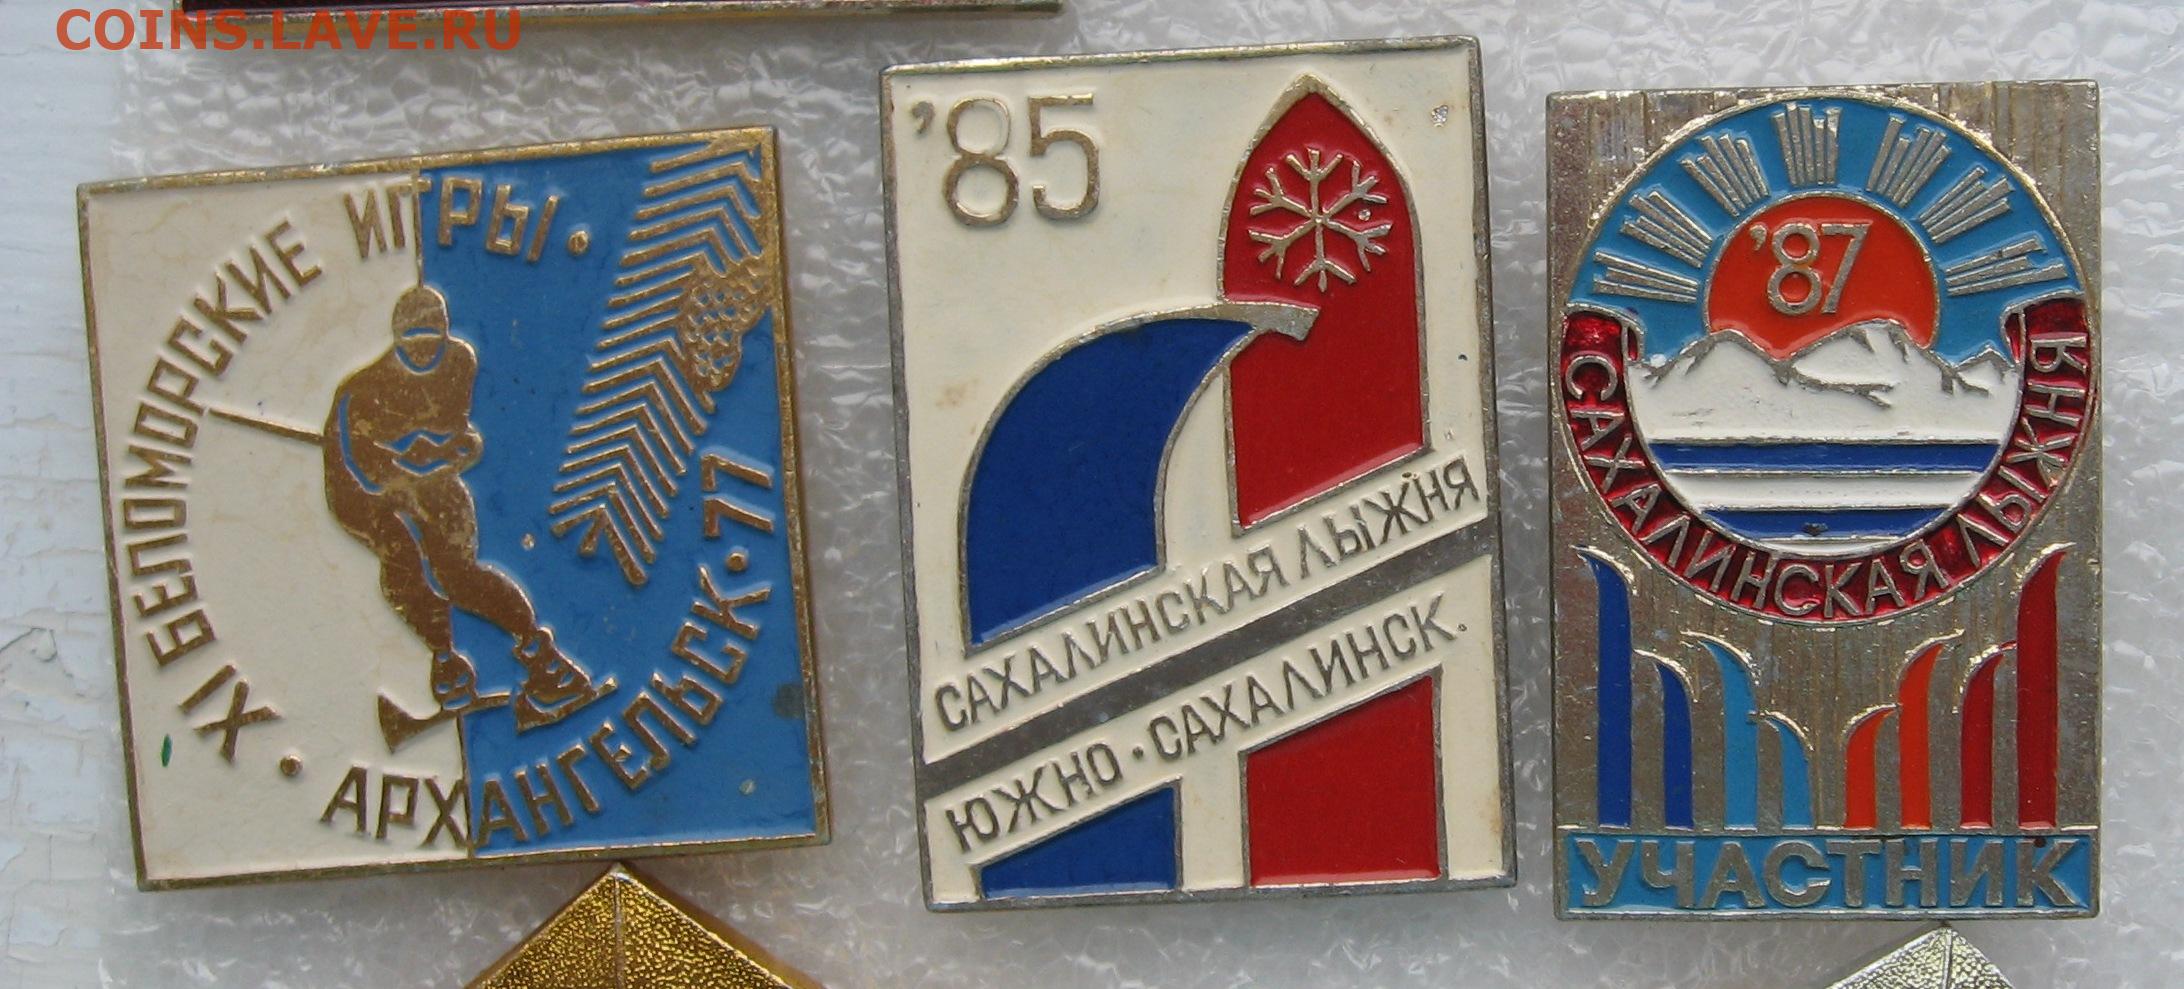 COINS.LAVE.RU
XI БЕЛОМОРСКИЕ ИГРЫ.
АРХАНГЕЛЬСК·77
'85
САХАЛИНСКАЯ ЛЫЖНЯ
ЮЖНО·САХАЛИНСК.
'87
САХАЛИНСКАЯ ЛЫЖНЯ
УЧАСТНИК